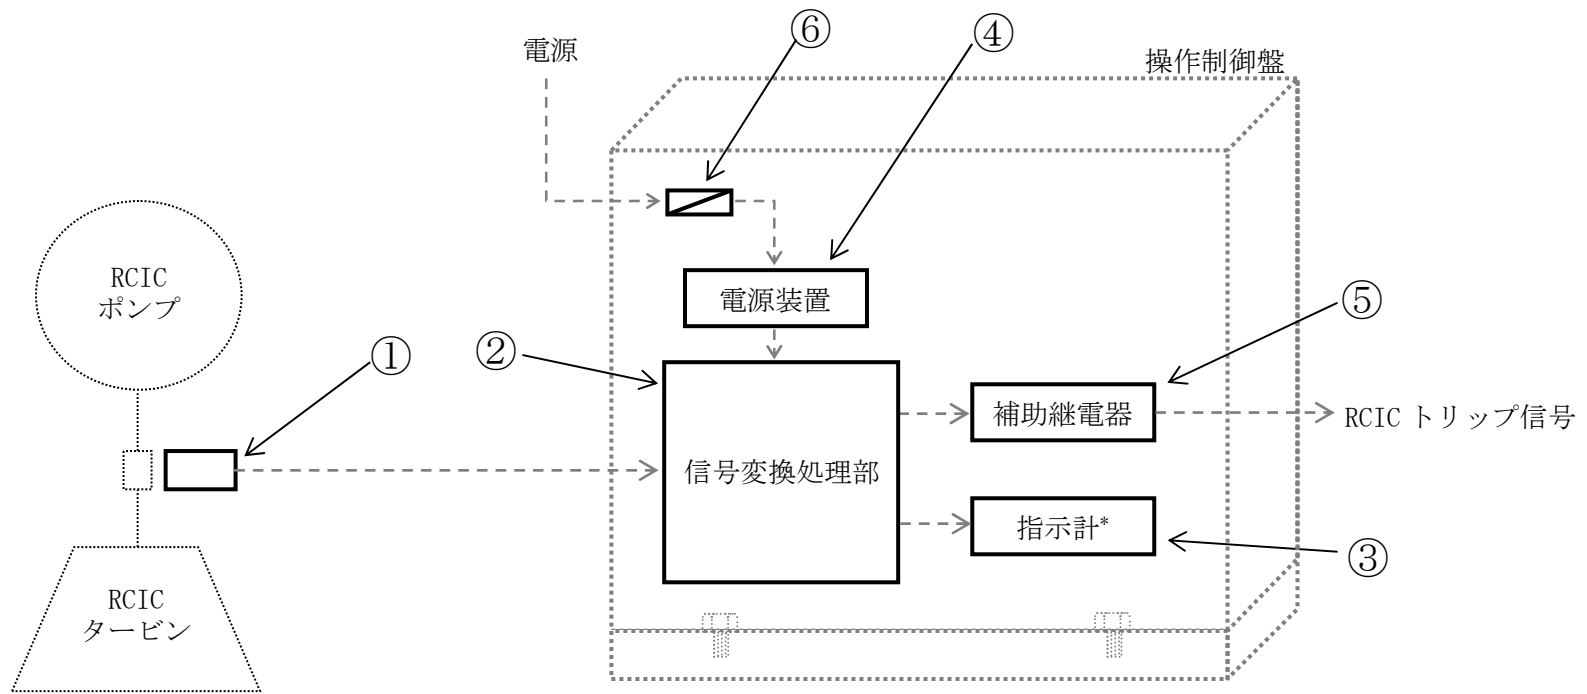 電源
⑥
④
操作制御盤
RCIC
ポンプ
電源装置
⑤
①
②
補助継電器
RCIC トリップ信号
信号変換処理部
指示計*
③
RCIC
タービン